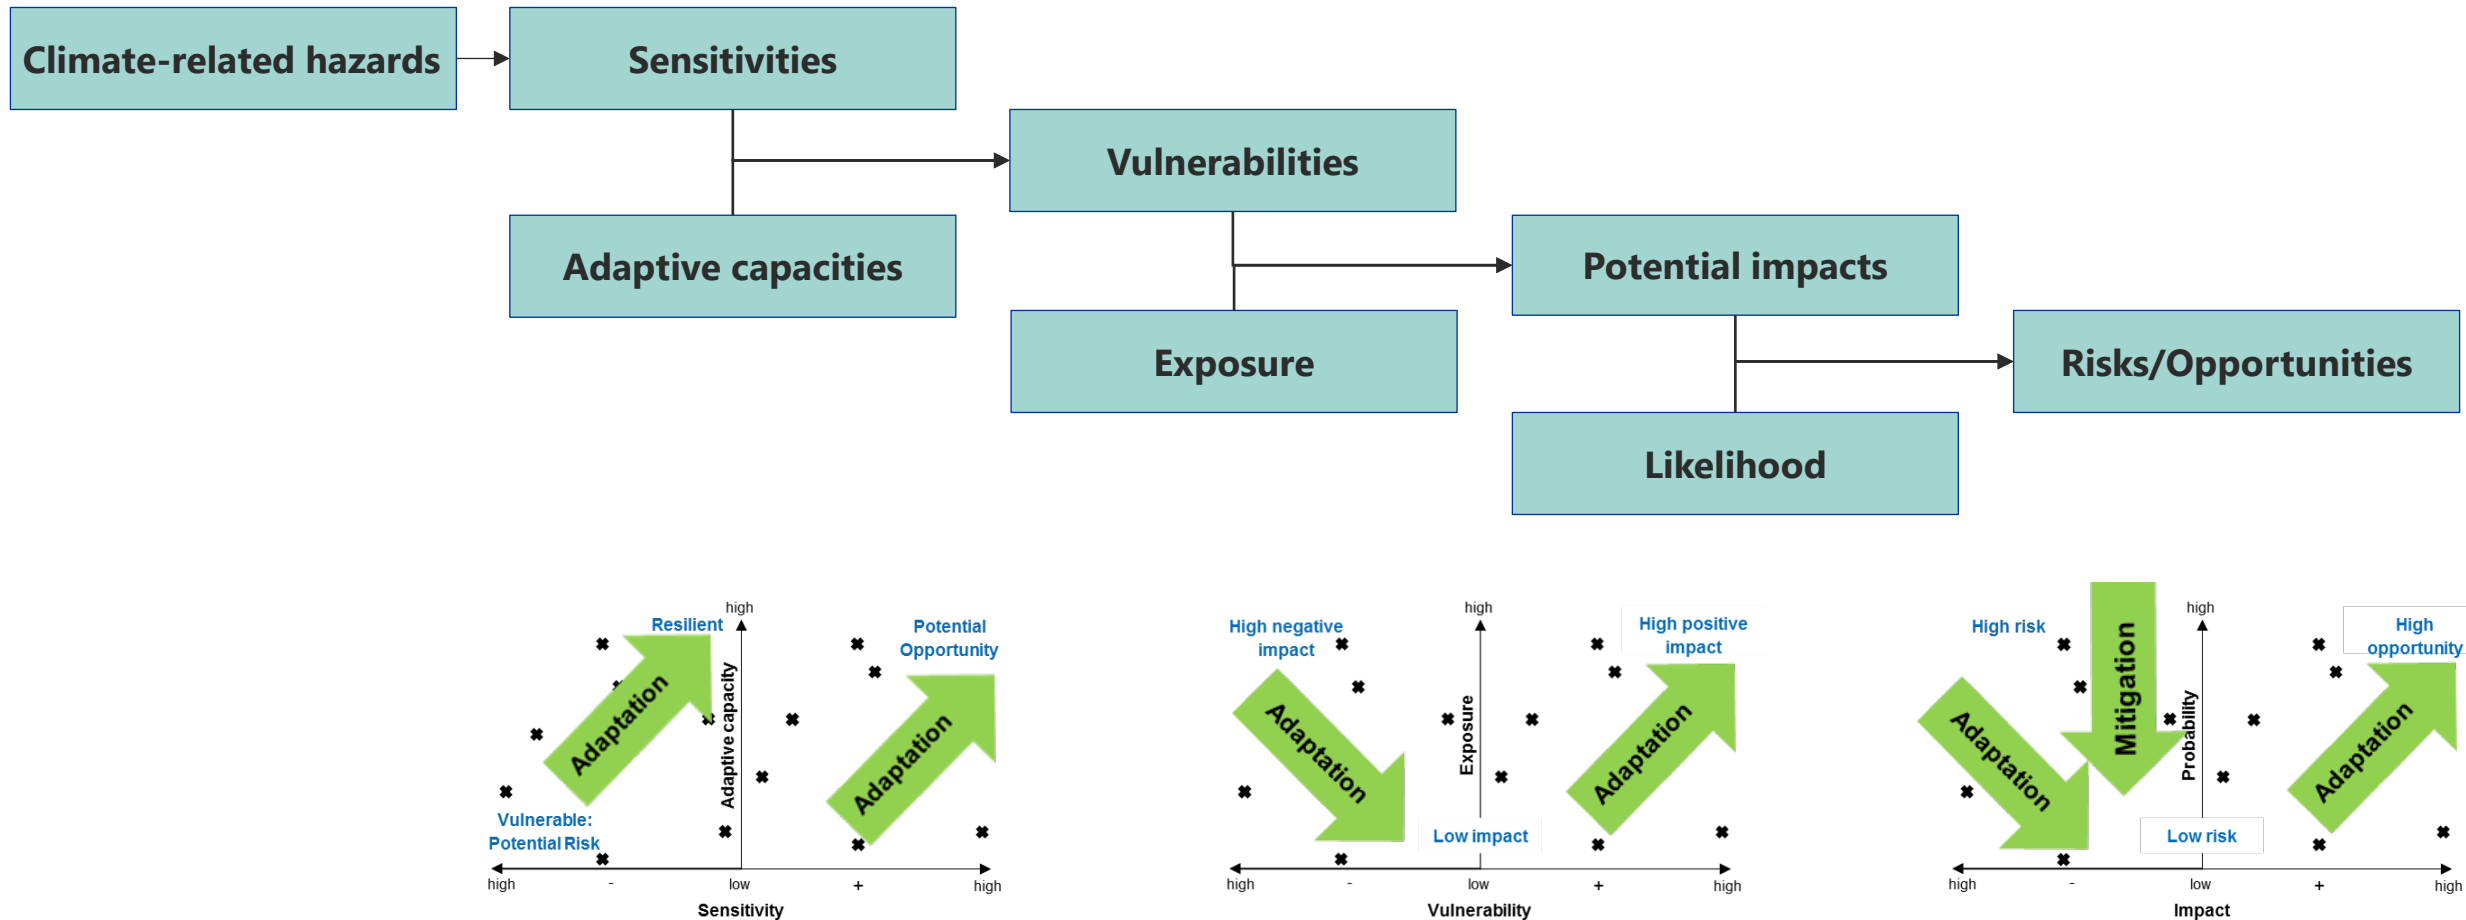 Climate-related hazards
Sensitivities
Vulnerabilities
Adaptive capacities
Potential impacts
Exposure
Risks/Opportunities
Likelihood
high
Resilient
Potential
Opportunity
Adaptation
Adaptive capacity
Adaptation
Vulnerable:
Potential Risk
high
-
low
+
high
Sensitivity
high
High negative
impact
High positive
impact
Adaptation
Exposure
Adaptation
Low impact
high
-
low
+
high
Vulnerability
high
High risk
High
opportunity
Mitigation
Adaptation
Probability
Adaptation
Low risk
high
-
low
+
high
Impact